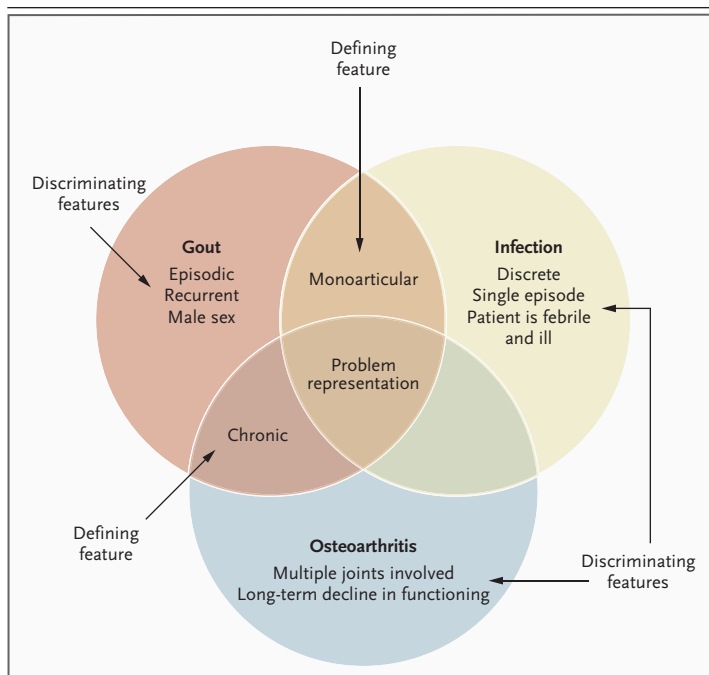 Defining
feature
Discriminating
features
Gout
Episodic
Recurrent
Male sex
Monoarticular
Infection
Discrete
Single episode
Patient is febrile
and ill
Problem
representation
Chronic
Defining
feature
Osteoarthritis
Multiple joints involved
Long-term decline in functioning
Discriminating
features